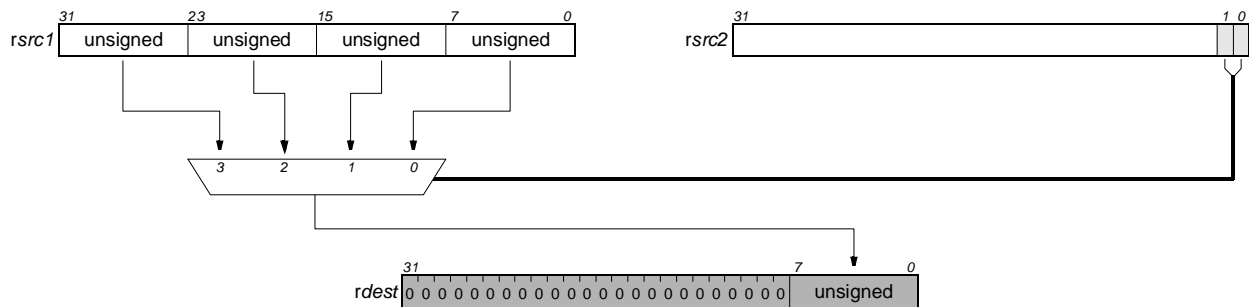 31 23 15 7 0 31 1 0
rsrc1 unsigned unsigned unsigned unsigned rsrc2
3 2 1 0
31 7 0
rdest 0 0 0 0 0 0 0 0 0 0 0 0 0 0 0 0 0 0 0 0 0 0 0 0 unsigned